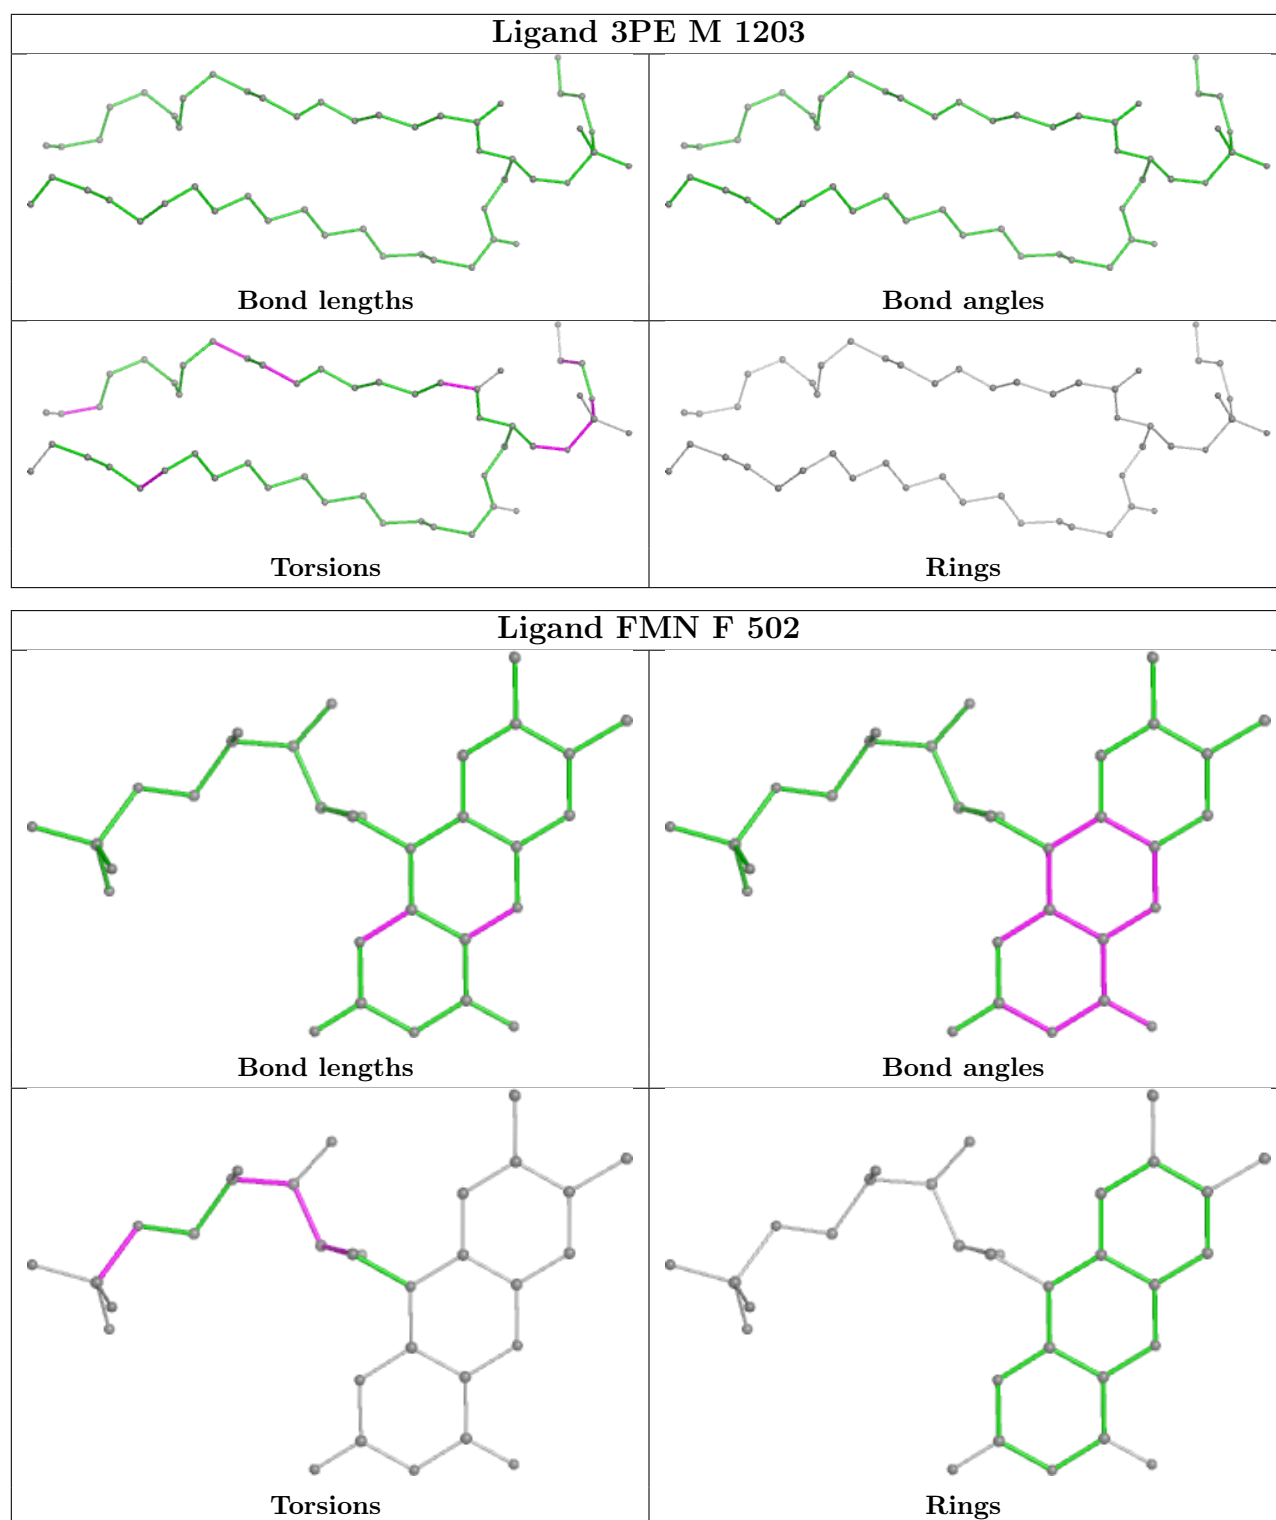 Ligand 3PE M 1203
Bond lengths
Bond angles
Torsions
Rings
Ligand FMN F 502
Bond lengths
Bond angles
Torsions
Rings